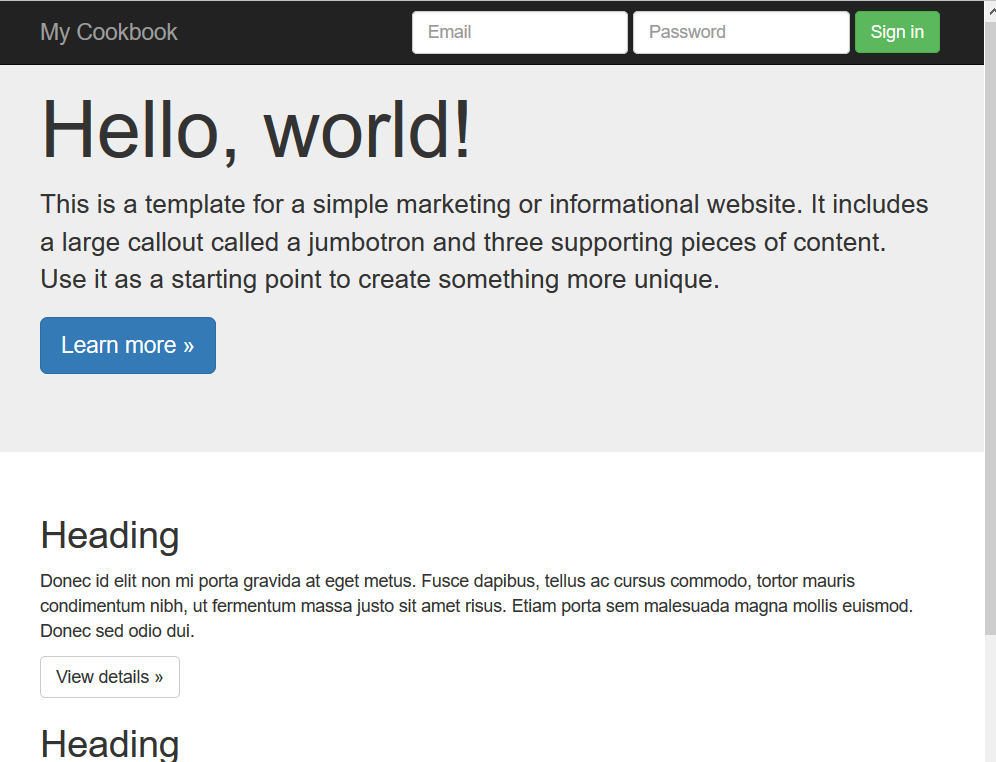 My Cookbook Email Password Sign in
Hello, world!
This is a template for a simple marketing or informational website. It includes
a large callout called a jumbotron and three supporting pieces of content.
Use it as a starting point to create something more unique.
Learn more »
Heading
Donec id elit non mi porta gravida at eget metus. Fusce dapibus, tellus ac cursus commodo, tortor mauris
condimentum nibh, ut fermentum massa justo sit amet risus. Etiam porta sem malesuada magna mollis euismod.
Donec sed odio dui.
View details »
Heading